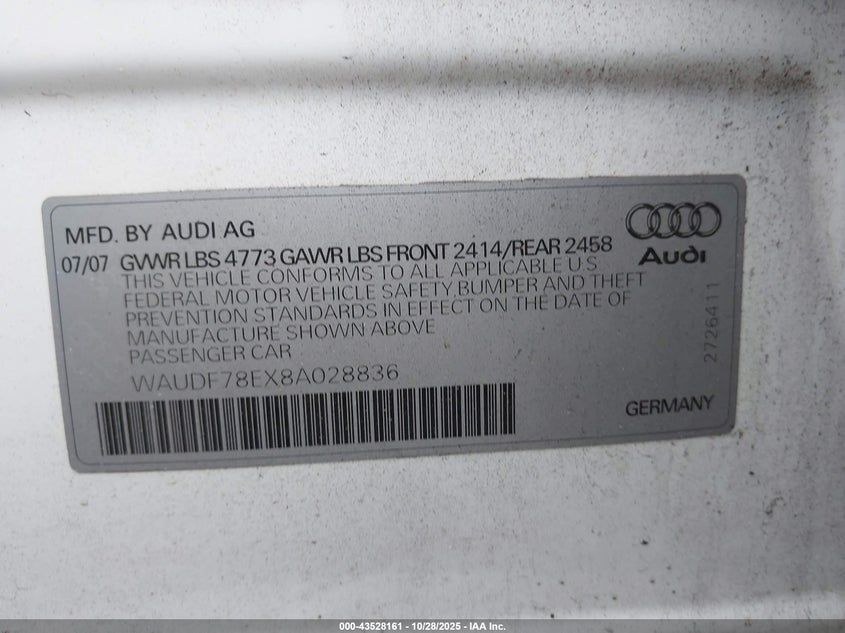 MFD. BY AUDI AG
07/07 GVWR LBS 4773 GAWR LBS FRONT 2414/REAR 2458
THIS VEHICLE CONFORMS TO ALL APPLICABLE U S
FEDERAL MOTOR VEHICLE SAFETY BUMPER AND THEFT
PREVENTION STANDARDS IN EFFECT ON THE DATE OF
MANUFACTURE SHOWN ABOVE
PASSENGER CAR
WAUDF78EX8A028836
Audi
2726411
GERMANY
000-43528161 - 10/28/2025 - IAA Inc.